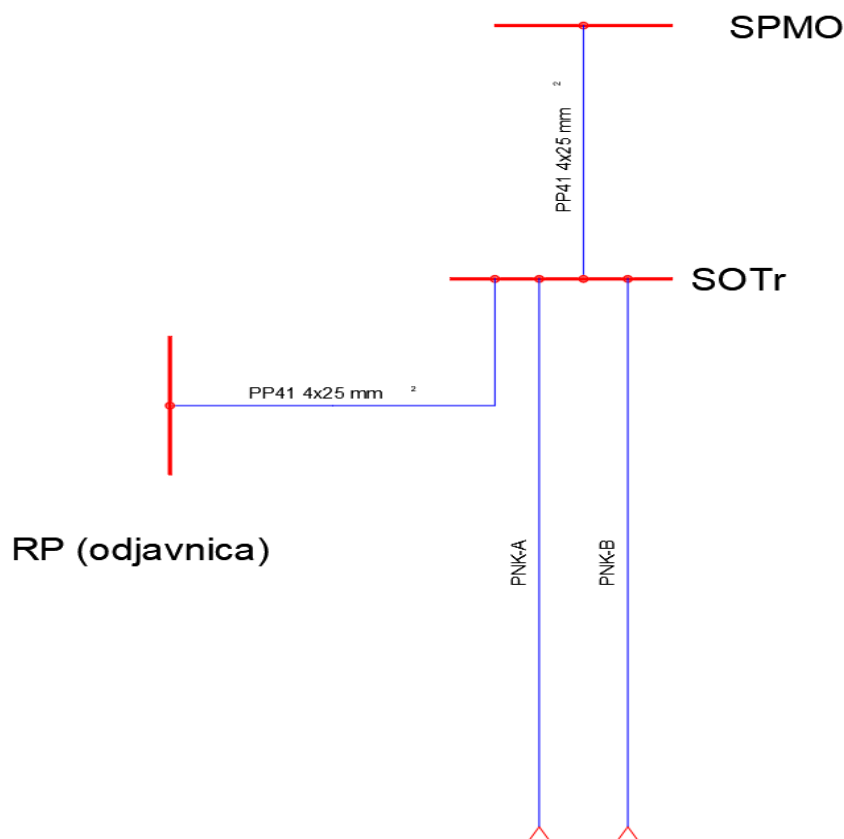 SPMO
PP41 4x25 mm ²
SOTr
PP41 4x25 mm ²
RP (odjavnica)
PNK-A
PNK-B